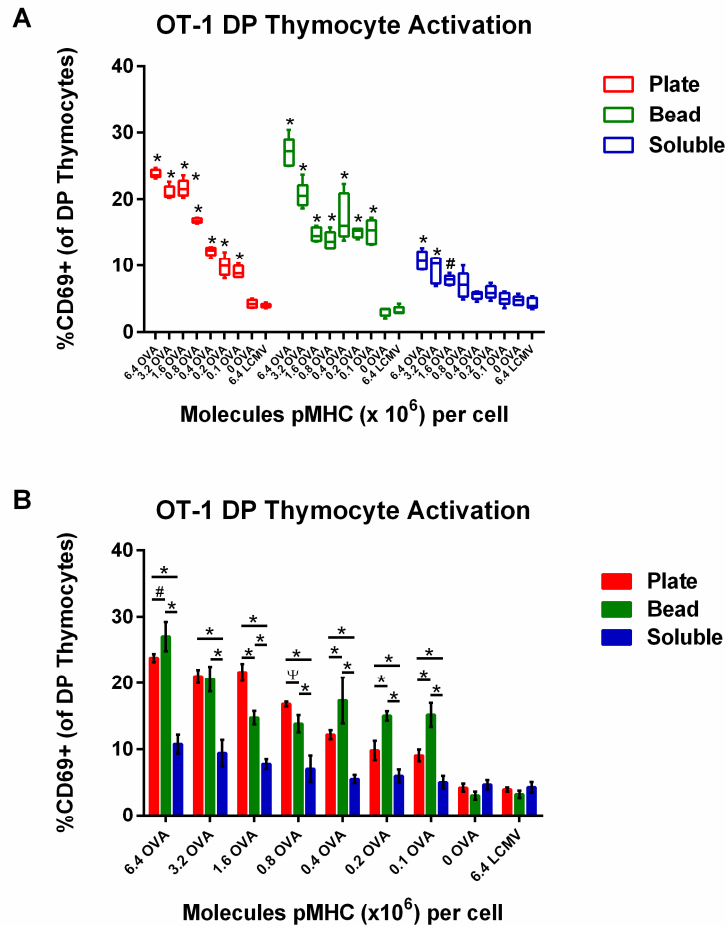 A
OT-1 DP Thymocyte Activation
%CD69+ (of DP Thymocytes)
40
30
20
10
0
* * * * * * * *
* * * * * * *
* * #
6.4 OVA
3.2 OVA
1.6 OVA
0.8 OVA
0.4 OVA
0.2 OVA
0.1 OVA
0 OVA
6.4 LCMV
6.4 OVA
3.2 OVA
1.6 OVA
0.8 OVA
0.4 OVA
0.2 OVA
0.1 OVA
0 OVA
6.4 LCMV
6.4 OVA
3.2 OVA
1.6 OVA
0.8 OVA
0.4 OVA
0.2 OVA
0.1 OVA
0 OVA
6.4 LCMV
Molecules pMHC (x 10⁶) per cell
Plate
Bead
Soluble
B
OT-1 DP Thymocyte Activation
%CD69+ (of DP Thymocytes)
40
30
20
10
0
* # *
* *
* * *
* Ψ *
* * *
* * *
* * *
6.4 OVA
3.2 OVA
1.6 OVA
0.8 OVA
0.4 OVA
0.2 OVA
0.1 OVA
0 OVA
6.4 LCMV
Molecules pMHC (x10⁶) per cell
Plate
Bead
Soluble